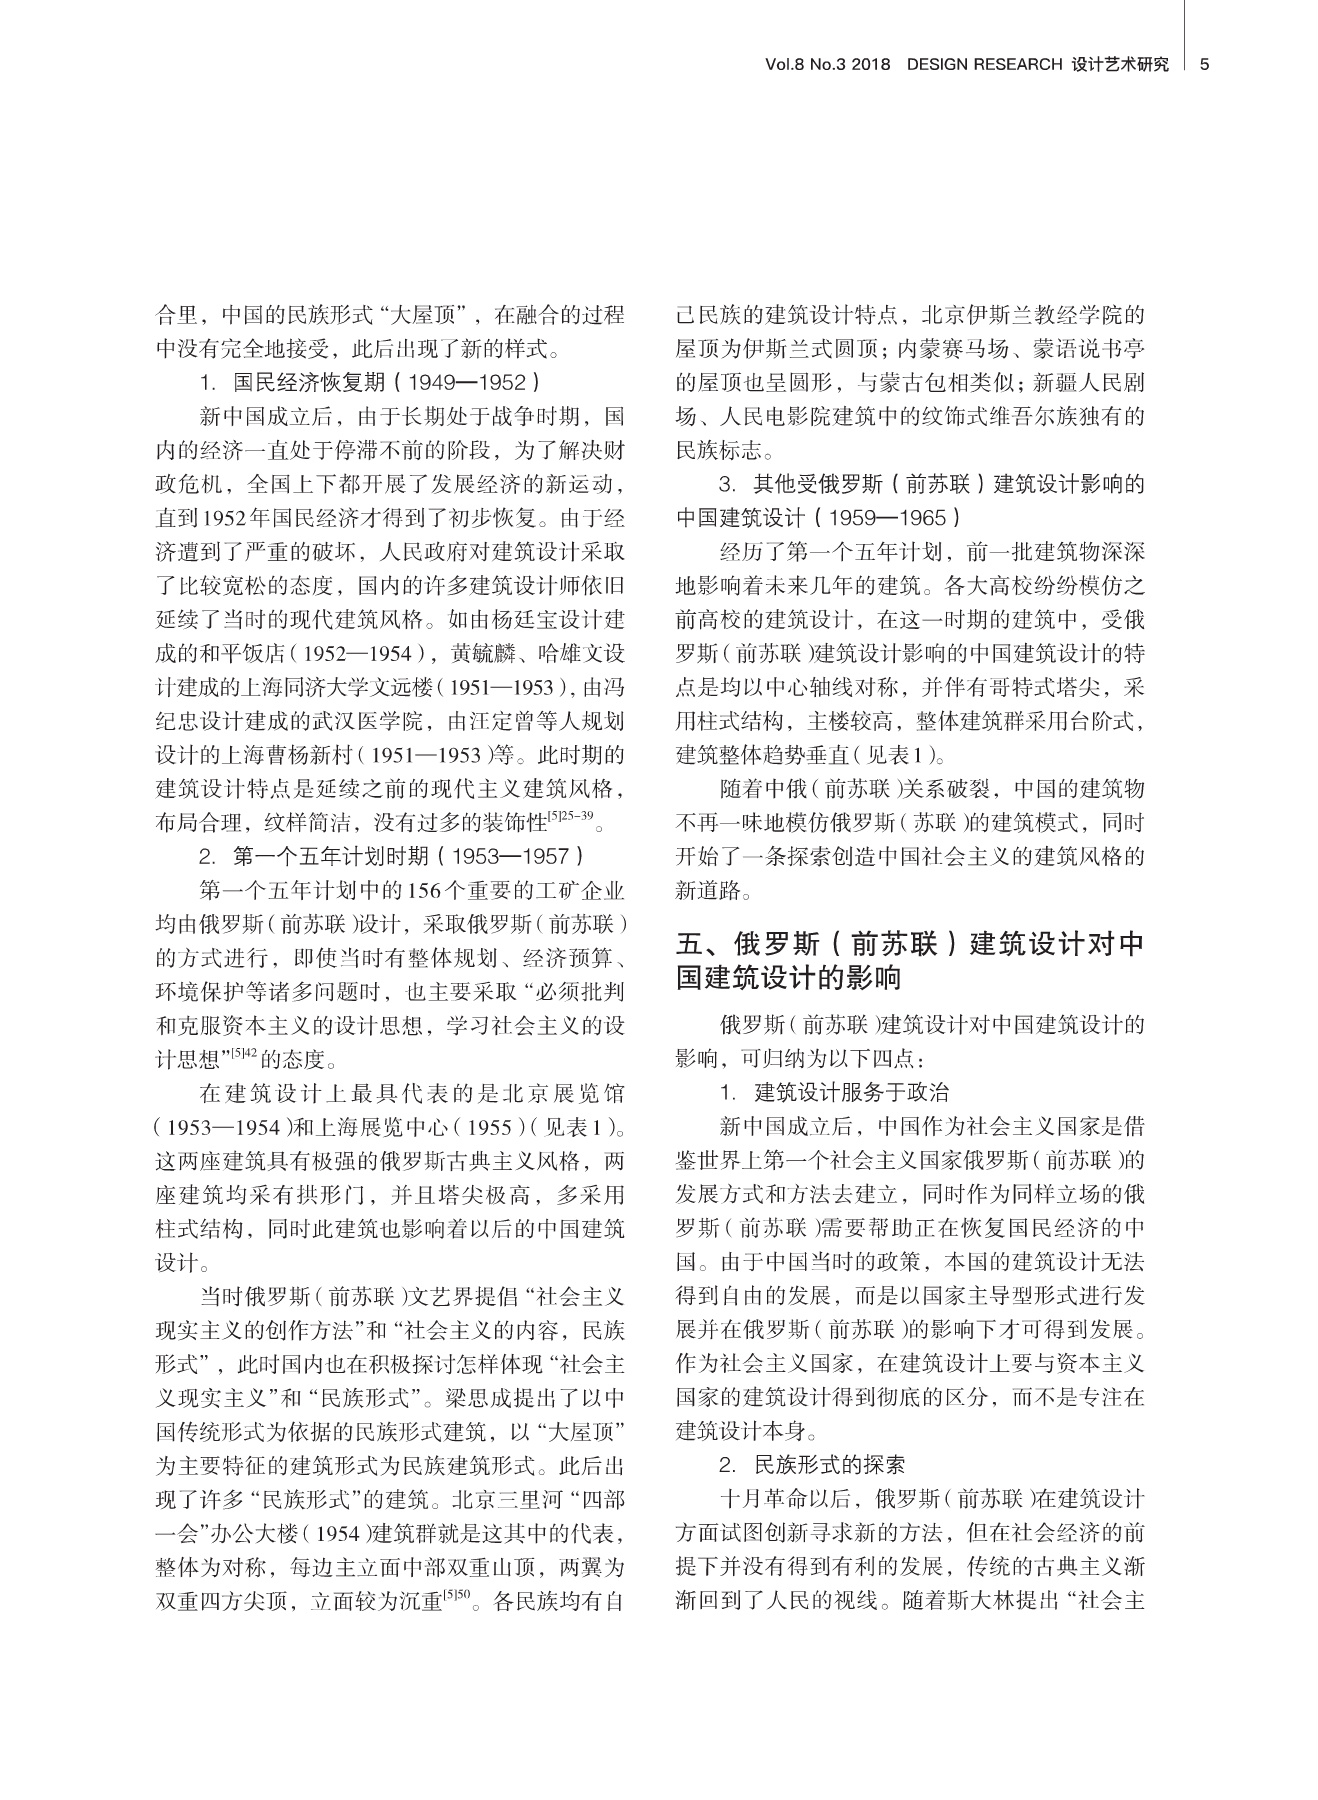 Vol.8 No.3 2018 DESIGN RESEARCH 设计艺术研究 5
合里，中国的民族形式“大屋顶”，在融合的过程
中没有完全地接受，此后出现了新的样式。
1. 国民经济恢复期（1949—1952）
新中国成立后，由于长期处于战争时期，国
内的经济一直处于停滞不前的阶段，为了解决财
政危机，全国上下都开展了发展经济的新运动，
直到1952年国民经济才得到了初步恢复。由于经
济遭到了严重的破坏，人民政府对建筑设计采取
了比较宽松的态度，国内的许多建筑设计师依旧
延续了当时的现代建筑风格。如由杨廷宝设计建
成的和平饭店（1952—1954），黄毓麟、哈雄文设
计建成的上海同济大学文远楼（1951—1953），由冯
纪忠设计建成的武汉医学院，由汪定曾等人规划
设计的上海曹杨新村（1951—1953）等。此时期的
建筑设计特点是延续之前的现代主义建筑风格，
布局合理，纹样简洁，没有过多的装饰性[5]25-39。
2. 第一个五年计划时期（1953—1957）
第一个五年计划中的156个重要的工矿企业
均由俄罗斯（前苏联）设计，采取俄罗斯（前苏联）
的方式进行，即使当时有整体规划、经济预算、
环境保护等诸多问题时，也主要采取“必须批判
和克服资本主义的设计思想，学习社会主义的设
计思想”[5]42的态度。
在建筑设计上最具代表的是北京展览馆
（1953—1954）和上海展览中心（1955）（见表1）。
这两座建筑具有极强的俄罗斯古典主义风格，两
座建筑均采有拱形门，并且塔尖极高，多采用
柱式结构，同时此建筑也影响着以后的中国建筑
设计。
当时俄罗斯（前苏联）文艺界提倡“社会主义
现实主义的创作方法”和“社会主义的内容，民族
形式”，此时国内也在积极探讨怎样体现“社会主
义现实主义”和“民族形式”。梁思成提出了以中
国传统形式为依据的民族形式建筑，以“大屋顶”
为主要特征的建筑形式为民族建筑形式。此后出
现了许多“民族形式”的建筑。北京三里河“四部
一会”办公大楼（1954）建筑群就是这其中的代表，
整体为对称，每边主立面中部双重山顶，两翼为
双重四方尖顶，立面较为沉重[5]50。各民族均有自
己民族的建筑设计特点，北京伊斯兰教经学院的
屋顶为伊斯兰式圆顶；内蒙赛马场、蒙语说书亭
的屋顶也呈圆形，与蒙古包相类似；新疆人民剧
场、人民电影院建筑中的纹饰式维吾尔族独有的
民族标志。
3. 其他受俄罗斯（前苏联）建筑设计影响的
中国建筑设计（1959—1965）
经历了第一个五年计划，前一批建筑物深深
地影响着未来几年的建筑。各大高校纷纷模仿之
前高校的建筑设计，在这一时期的建筑中，受俄
罗斯（前苏联）建筑设计影响的中国建筑设计的特
点是均以中心轴线对称，并伴有哥特式塔尖，采
用柱式结构，主楼较高，整体建筑群采用台阶式，
建筑整体趋势垂直（见表1）。
随着中俄（前苏联）关系破裂，中国的建筑物
不再一味地模仿俄罗斯（苏联）的建筑模式，同时
开始了一条探索创造中国社会主义的建筑风格的
新道路。
五、俄罗斯（前苏联）建筑设计对中
国建筑设计的影响
俄罗斯（前苏联）建筑设计对中国建筑设计的
影响，可归纳为以下四点：
1. 建筑设计服务于政治
新中国成立后，中国作为社会主义国家是借
鉴世界上第一个社会主义国家俄罗斯（前苏联）的
发展方式和方法去建立，同时作为同样立场的俄
罗斯（前苏联）需要帮助正在恢复国民经济的中
国。由于中国当时的政策，本国的建筑设计无法
得到自由的发展，而是以国家主导型形式进行发
展并在俄罗斯（前苏联）的影响下才可得到发展。
作为社会主义国家，在建筑设计上要与资本主义
国家的建筑设计得到彻底的区分，而不是专注在
建筑设计本身。
2. 民族形式的探索
十月革命以后，俄罗斯（前苏联）在建筑设计
方面试图创新寻求新的方法，但在社会经济的前
提下并没有得到有利的发展，传统的古典主义渐
渐回到了人民的视线。随着斯大林提出“社会主